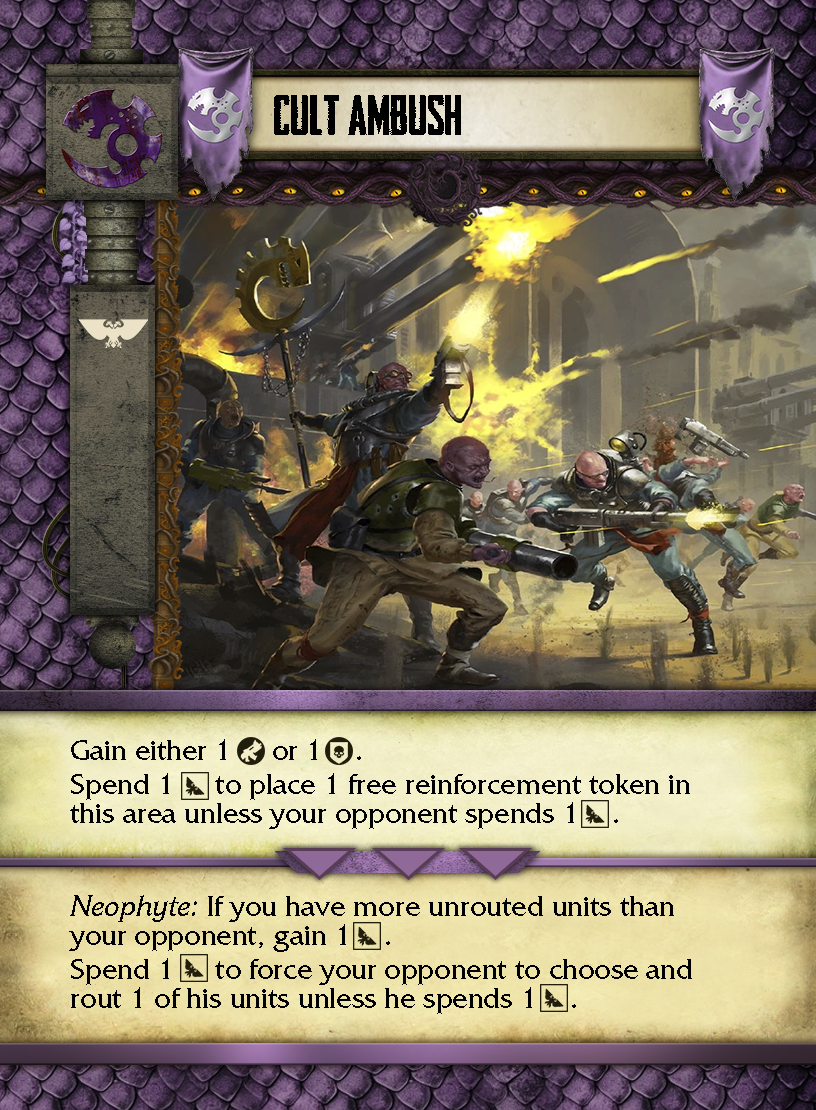 CULT AMBUSH
Gain either 1 or 1.
Spend 1 to place 1 free reinforcement token in
this area unless your opponent spends 1.
Neophyte: If you have more unrouted units than
your opponent, gain 1.
Spend 1 to force your opponent to choose and
rout 1 of his units unless he spends 1.